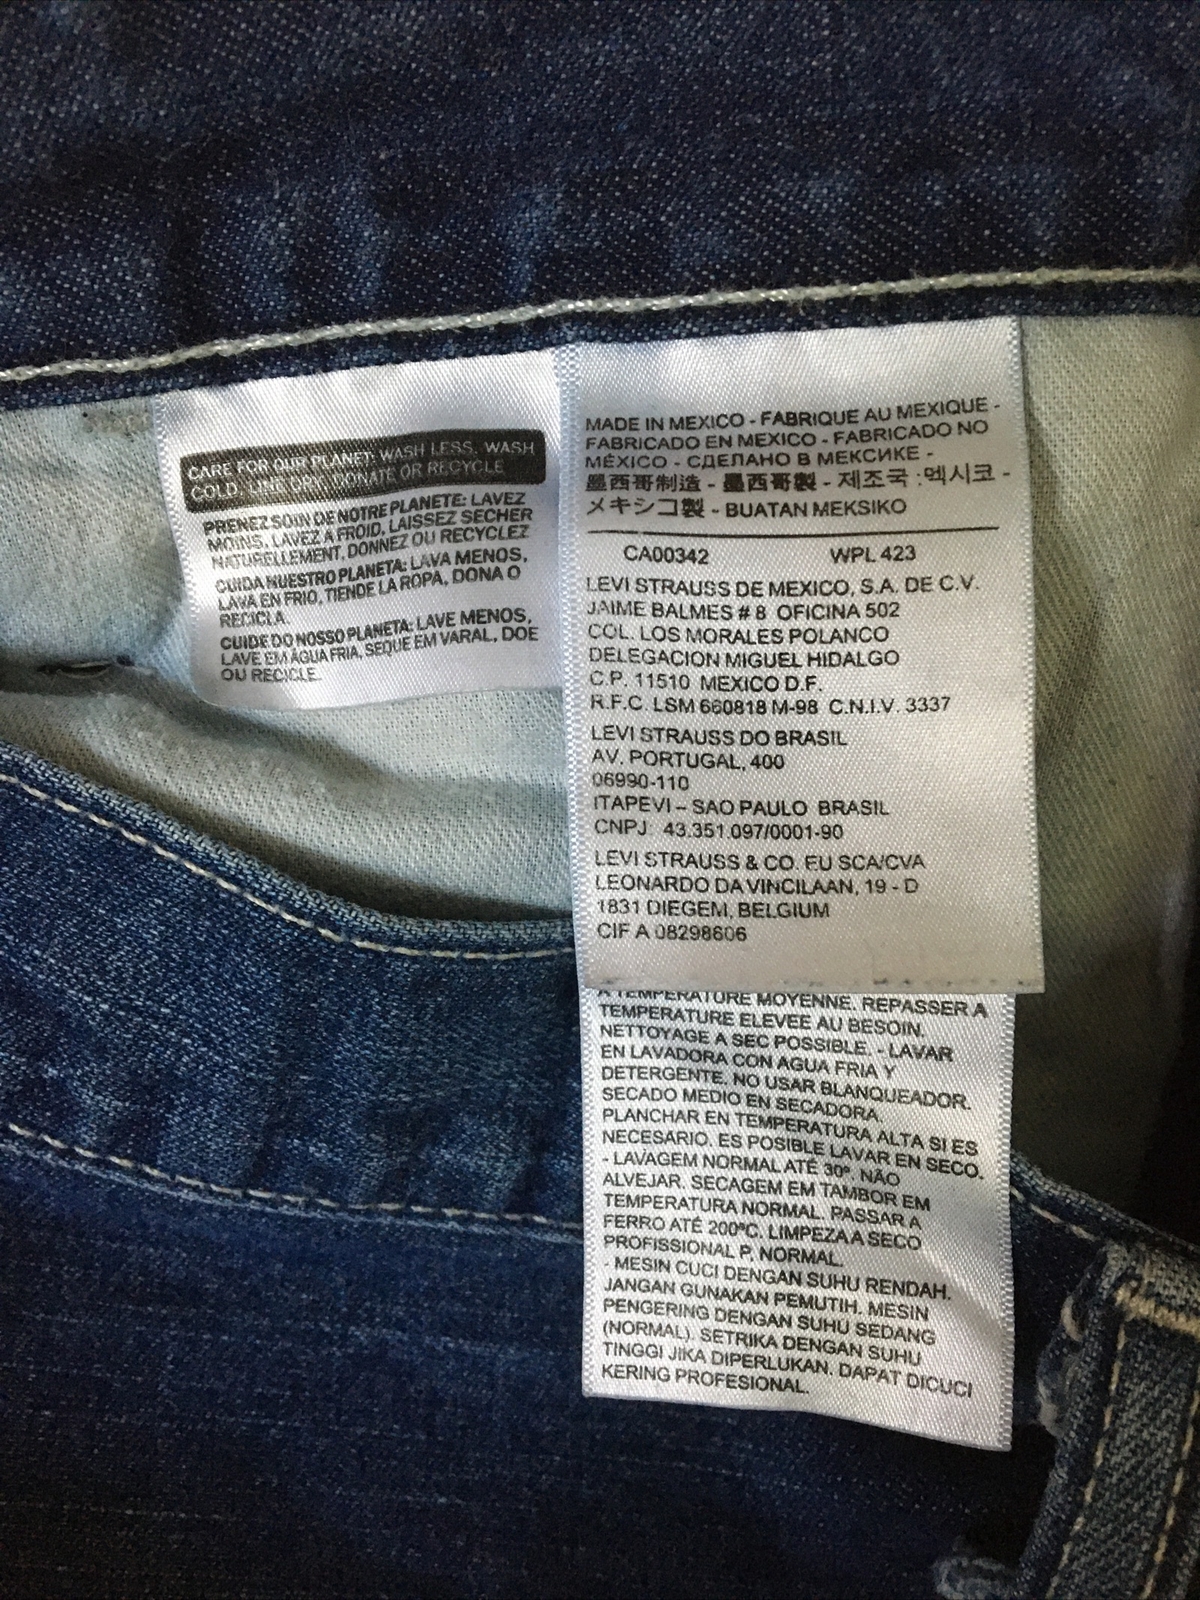 CARE FOR OUR PLANET: WASH LESS, WASH
COLD, LINE DRY, DONATE OR RECYCLE
PRENEZ SOIN DE NOTRE PLANETE: LAVEZ
MOINS, LAVEZ A FROID, LAISSEZ SECHER
NATURELLEMENT, DONNEZ OU RECYCLEZ
CUIDA NUESTRO PLANETA: LAVA MENOS,
LAVA EN FRIO, TIENDE LA ROPA, DONA O
RECICLA.
CUIDE DO NOSSO PLANETA: LAVE MENOS,
LAVE EM ÁGUA FRIA, SEQUE EM VARAL, DOE
OU RECICLE.
MADE IN MEXICO - FABRIQUE AU MEXIQUE -
FABRICADO EN MEXICO - FABRICADO NO
MÉXICO - СДЕЛАНО В МЕКСИКЕ -
墨西哥制造 - 墨西哥製 - 제조국 :멕시코 -
メキシコ製 - BUATAN MEKSIKO
CA00342 WPL 423
LEVI STRAUSS DE MEXICO, S.A. DE C.V.
JAIME BALMES # 8 OFICINA 502
COL. LOS MORALES POLANCO
DELEGACION MIGUEL HIDALGO
C.P. 11510 MEXICO D.F.
R.F.C. LSM 660818 M-98 C.N.I.V. 3337
LEVI STRAUSS DO BRASIL
AV. PORTUGAL, 400
06990-110
ITAPEVI – SAO PAULO BRASIL
CNPJ: 43.351.097/0001-90
LEVI STRAUSS & CO. EU SCA/CVA
LEONARDO DA VINCILAAN, 19 - D
1831 DIEGEM, BELGIUM
CIF A 08298606
A TEMPERATURE MOYENNE. REPASSER A
TEMPERATURE ELEVEE AU BESOIN.
NETTOYAGE A SEC POSSIBLE. - LAVAR
EN LAVADORA CON AGUA FRIA Y
DETERGENTE. NO USAR BLANQUEADOR.
SECADO MEDIO EN SECADORA.
PLANCHAR EN TEMPERATURA ALTA SI ES
NECESARIO. ES POSIBLE LAVAR EN SECO.
- LAVAGEM NORMAL ATÉ 30º. NÃO
ALVEJAR. SECAGEM EM TAMBOR EM
TEMPERATURA NORMAL. PASSAR A
FERRO ATÉ 200ºC. LIMPEZA A SECO
PROFISSIONAL P, NORMAL.
- MESIN CUCI DENGAN SUHU RENDAH.
JANGAN GUNAKAN PEMUTIH. MESIN
PENGERING DENGAN SUHU SEDANG
(NORMAL). SETRIKA DENGAN SUHU
TINGGI JIKA DIPERLUKAN. DAPAT DICUCI
KERING PROFESIONAL.